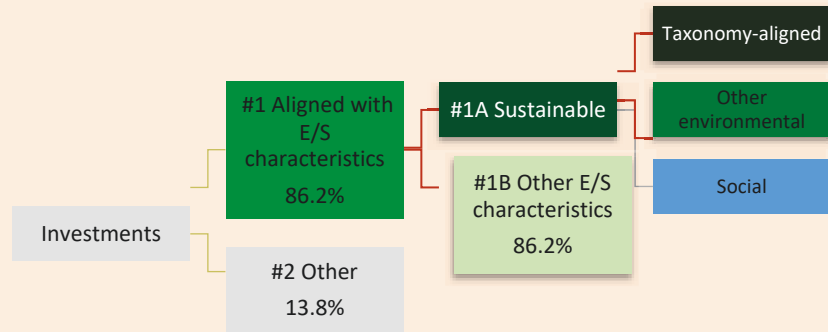 Investments
#1 Aligned with
E/S
characteristics
86.2%
#2 Other
13.8%
#1A Sustainable
#1B Other E/S
characteristics
86.2%
Taxonomy-aligned
Other
environmental
Social